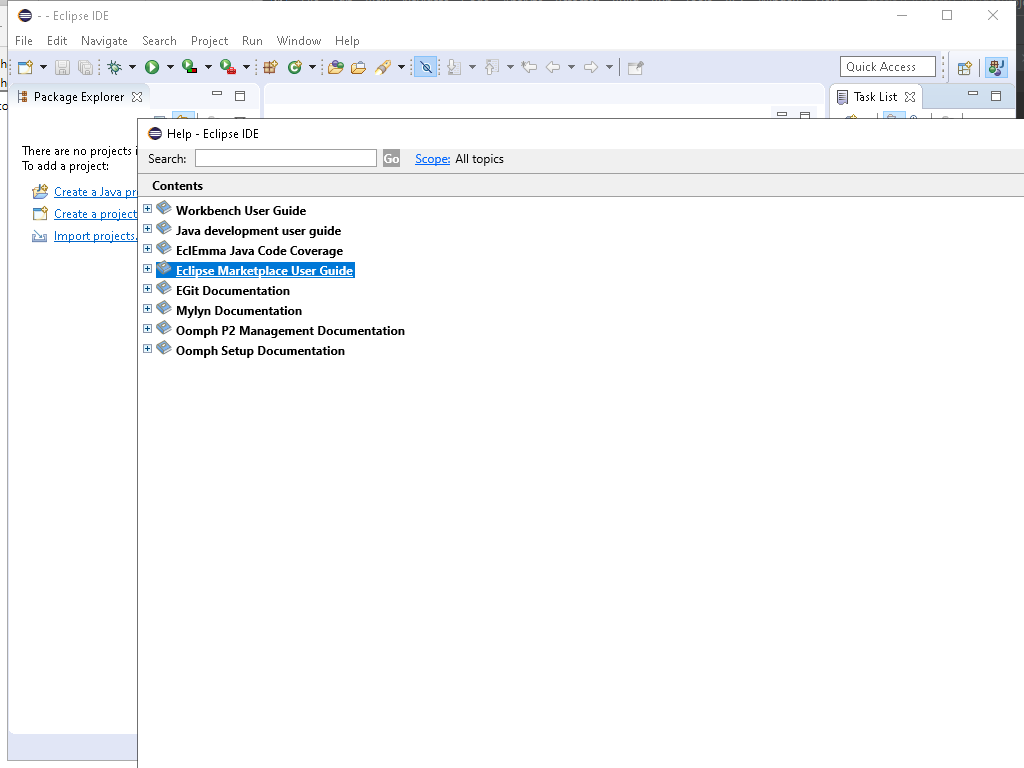 - - Eclipse IDE
File Edit Navigate Search Project Run Window Help
Quick Access
Package Explorer
Task List
There are no projects i
To add a project:
Create a Java pr
Create a project
Import projects.
Help - Eclipse IDE
Search: Go Scope: All topics
Contents
Workbench User Guide
Java development user guide
EclEmma Java Code Coverage
Eclipse Marketplace User Guide
EGit Documentation
Mylyn Documentation
Oomph P2 Management Documentation
Oomph Setup Documentation